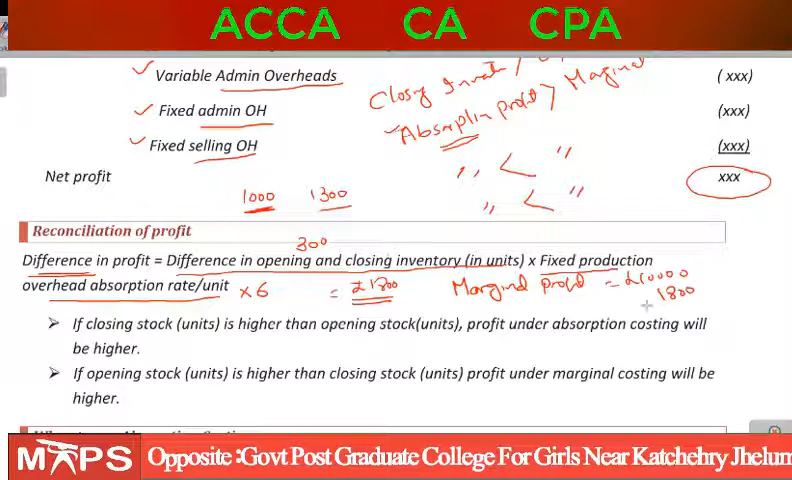 ACCA CA CPA
Variable Admin Overheads ( xxx)
Closing Invent /
Fixed admin OH (xxx)
Absorption profit > Marginal
Fixed selling OH (xxx)
" < "
Net profit xxx
" < "
1000 1300
Reconciliation of profit
300
Difference in profit = Difference in opening and closing inventory (in units) x Fixed production
overhead absorption rate/unit × 6 = £1800 Marginal profit = £10000
1800
➤ If closing stock (units) is higher than opening stock(units), profit under absorption costing will
be higher.
➤ If opening stock (units) is higher than closing stock (units) profit under marginal costing will be
higher.
MAPS Opposite :Govt Post Graduate College For Girls Near Katchehry Jhelum